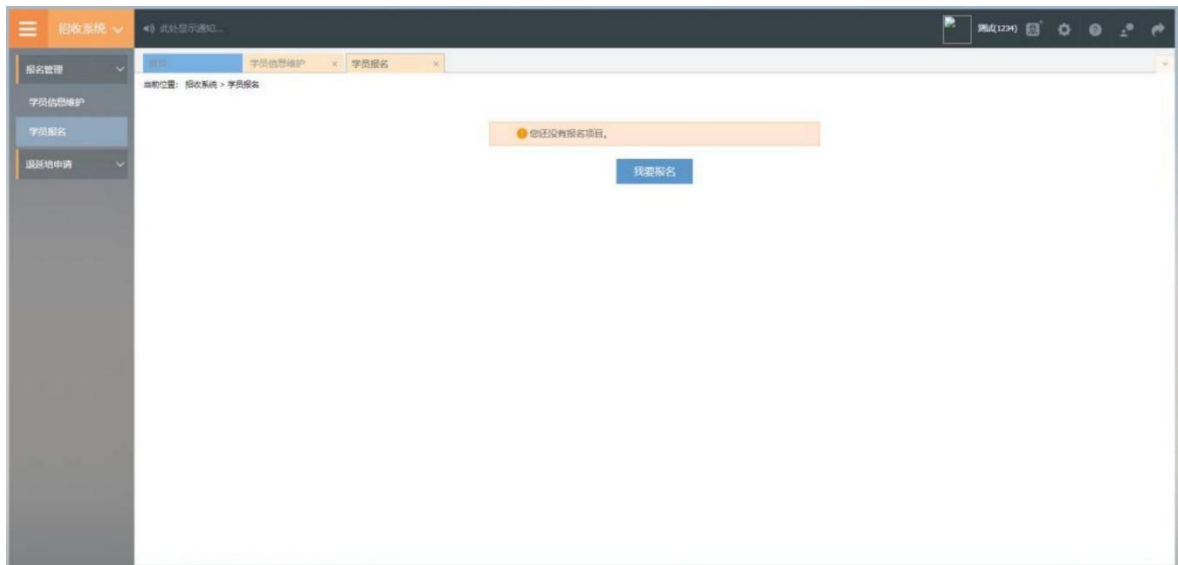 招收系统
此处显示通知...
测试(1234)
报名管理
学员信息维护
学员报名
退延培申请
学员信息维护 ×
学员报名 ×
当前位置： 招收系统 > 学员报名
您还没有报名项目。
我要报名